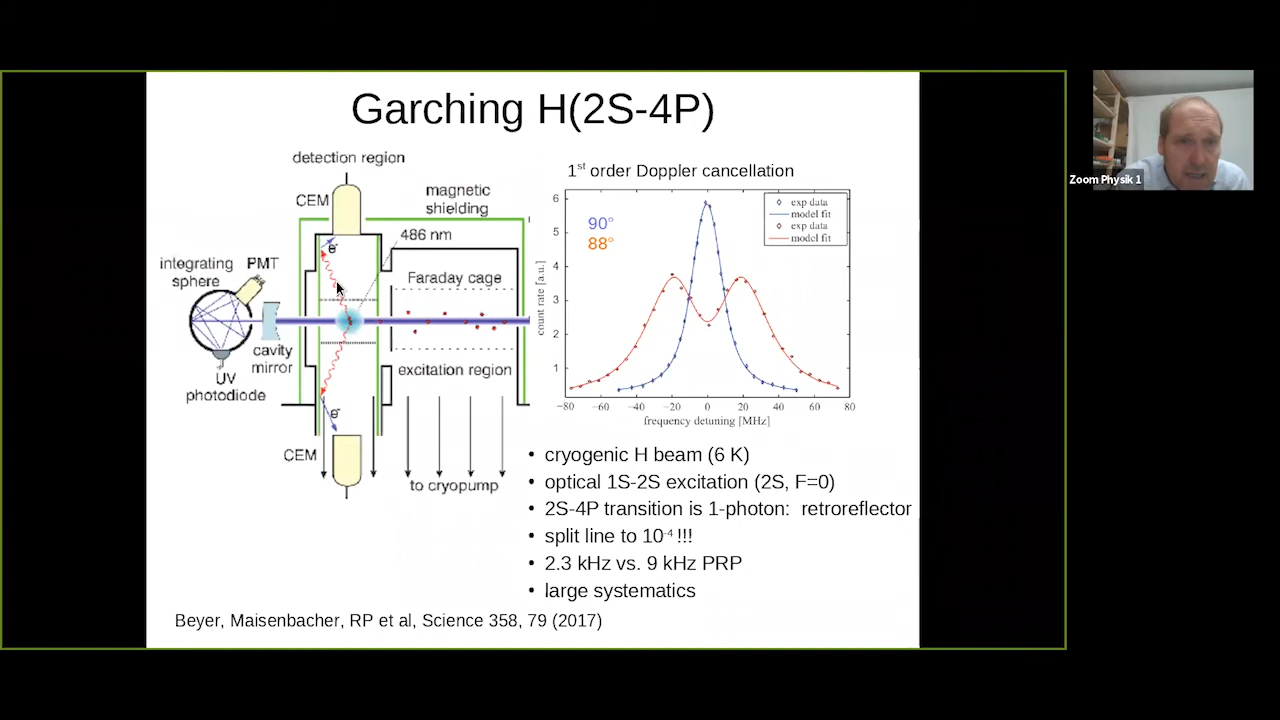 Garching H(2S-4P)
detection region
CEM
magnetic
shielding
486 nm
e-
integrating
sphere
PMT
Faraday cage
cavity
mirror
UV
photodiode
excitation region
e-
CEM
to cryopump
1st order Doppler cancellation
90°
88°
exp data
model fit
exp data
model fit
count rate [a.u.]
6
5
4
3
2
1
−80 −60 −40 −20 0 20 40 60 80
frequency detuning [MHz]
• cryogenic H beam (6 K)
• optical 1S-2S excitation (2S, F=0)
• 2S-4P transition is 1-photon: retroreflector
• split line to 10-4 !!!
• 2.3 kHz vs. 9 kHz PRP
• large systematics
Beyer, Maisenbacher, RP et al, Science 358, 79 (2017)
Zoom Physik 1